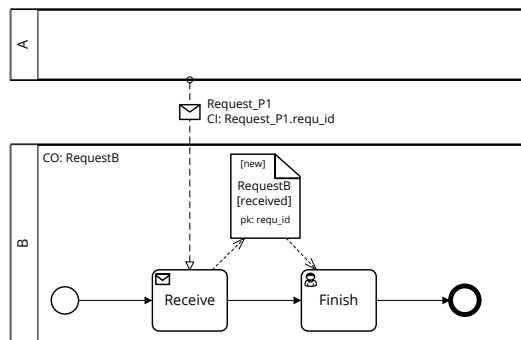 A
Request_P1
CI: Request_P1.requ_id
B
CO: RequestB
[new]
RequestB
[received]
pk: requ_id
Receive
Finish